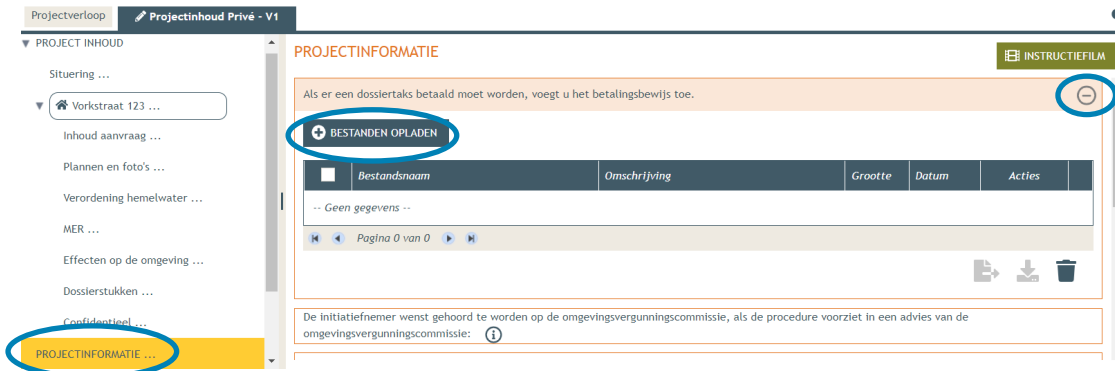 Projectverloop
Projectinhoud Privé - V1
PROJECT INHOUD
Situering ...
Vorkstraat 123 ...
Inhoud aanvraag ...
Plannen en foto's ...
Verordening hemelwater ...
MER ...
Effecten op de omgeving ...
Dossierstukken ...
Confidentieel ...
PROJECTINFORMATIE ...
PROJECTINFORMATIE
INSTRUCTIEFILM
Als er een dossiertaks betaald moet worden, voegt u het betalingsbewijs toe.
BESTANDEN OPLADEN
Bestandsnaam Omschrijving Grootte Datum Acties
-- Geen gegevens --
Pagina 0 van 0
De initiatiefnemer wenst gehoord te worden op de omgevingsvergunningscommissie, als de procedure voorziet in een advies van de
omgevingsvergunningscommissie: